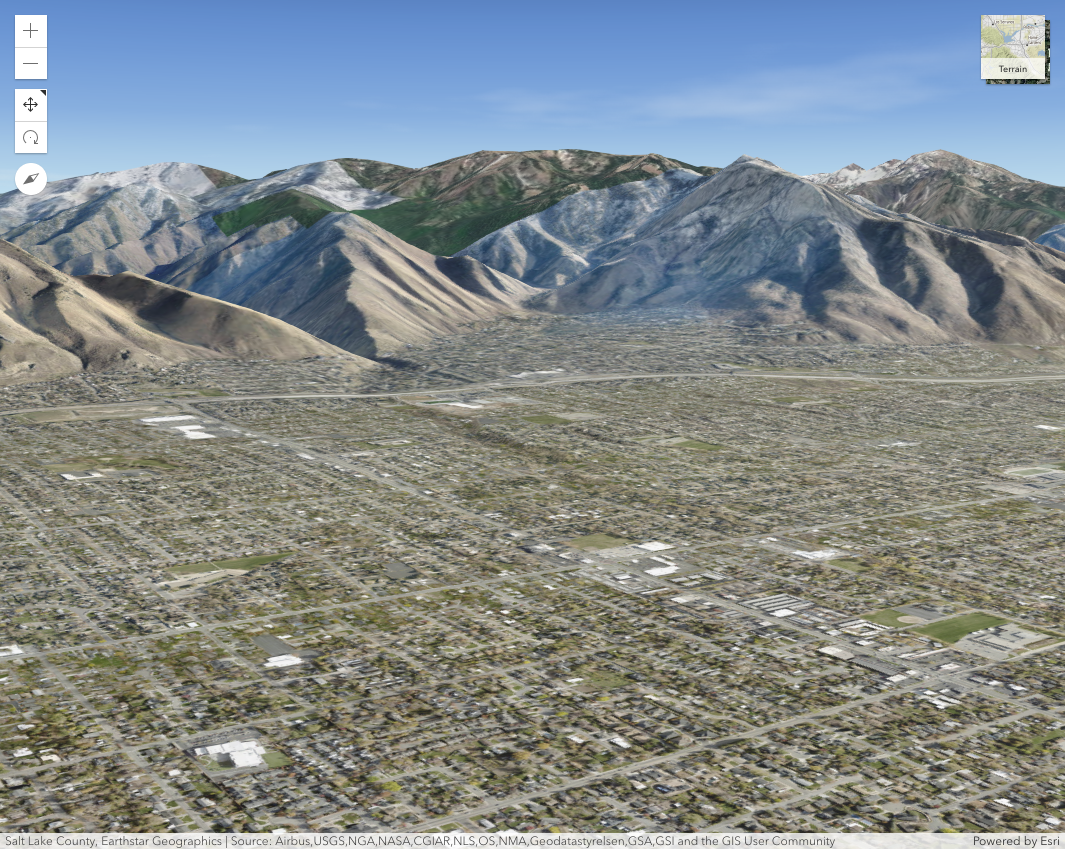 Terrain
Salt Lake County, Earthstar Geographics | Source: Airbus,USGS,NGA,NASA,CGIAR,NLS,OS,NMA,Geodatastyrelsen,GSA,GSI and the GIS User Community
Powered by Esri